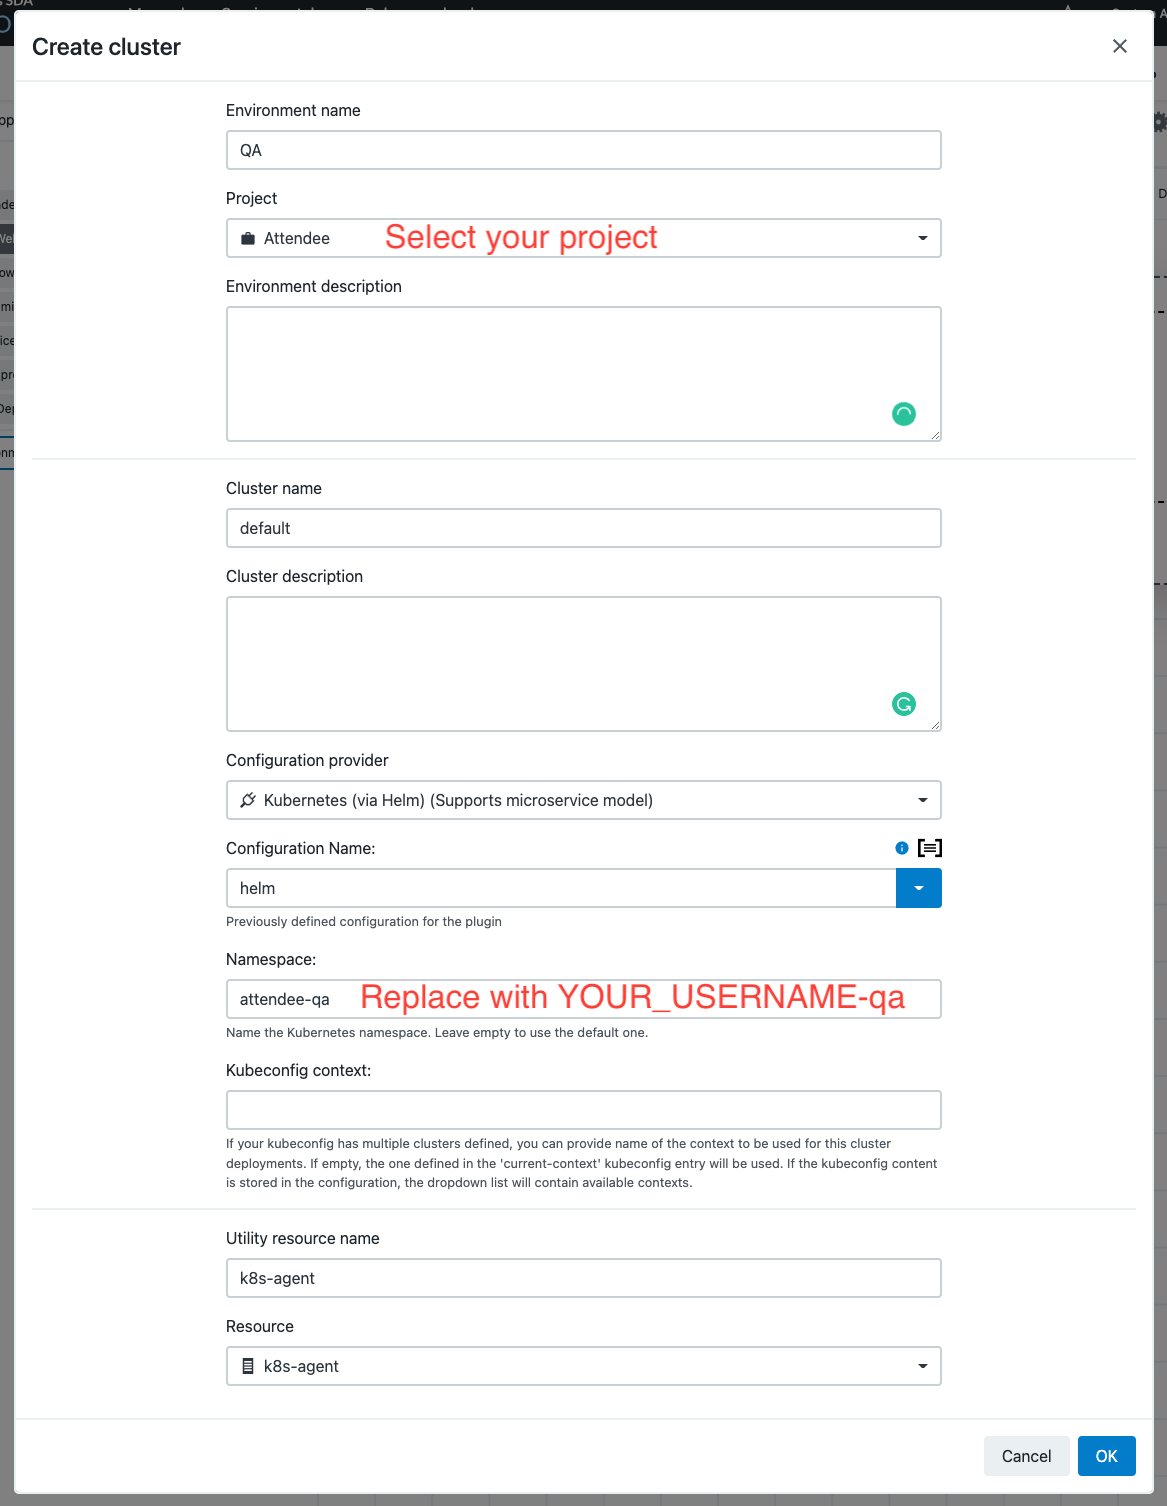 Create cluster
Environment name
QA
Project
Attendee Select your project
Environment description
Cluster name
default
Cluster description
Configuration provider
Kubernetes (via Helm) (Supports microservice model)
Configuration Name:
helm
Previously defined configuration for the plugin
Namespace:
attendee-qa Replace with YOUR_USERNAME-qa
Name the Kubernetes namespace. Leave empty to use the default one.
Kubeconfig context:
If your kubeconfig has multiple clusters defined, you can provide name of the context to be used for this cluster
deployments. If empty, the one defined in the 'current-context' kubeconfig entry will be used. If the kubeconfig content
is stored in the configuration, the dropdown list will contain available contexts.
Utility resource name
k8s-agent
Resource
k8s-agent
Cancel OK